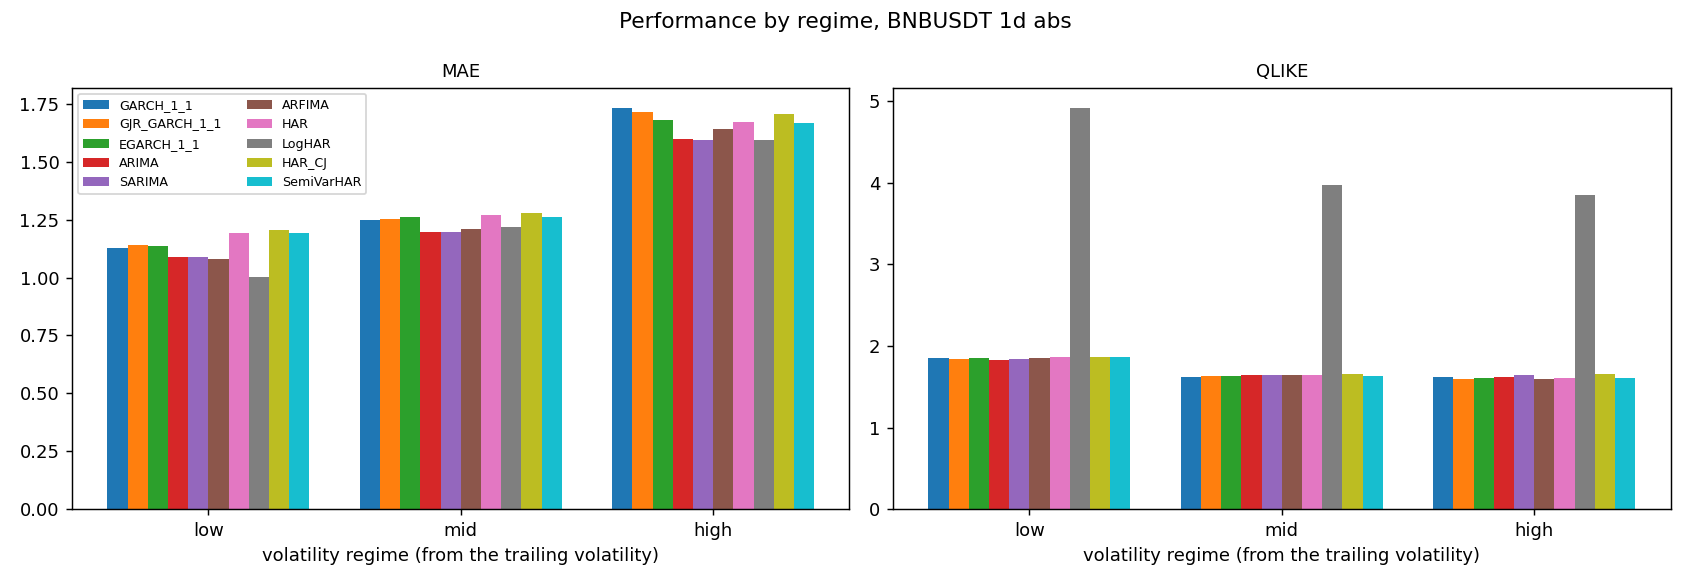 Performance by regime, BNBUSDT 1d abs
MAE
1.75
1.50
1.25
1.00
0.75
0.50
0.25
0.00
GARCH_1_1
GJR_GARCH_1_1
EGARCH_1_1
ARIMA
SARIMA
ARFIMA
HAR
LogHAR
HAR_CJ
SemiVarHAR
low
mid
high
volatility regime (from the trailing volatility)
QLIKE
5
4
3
2
1
0
low
mid
high
volatility regime (from the trailing volatility)